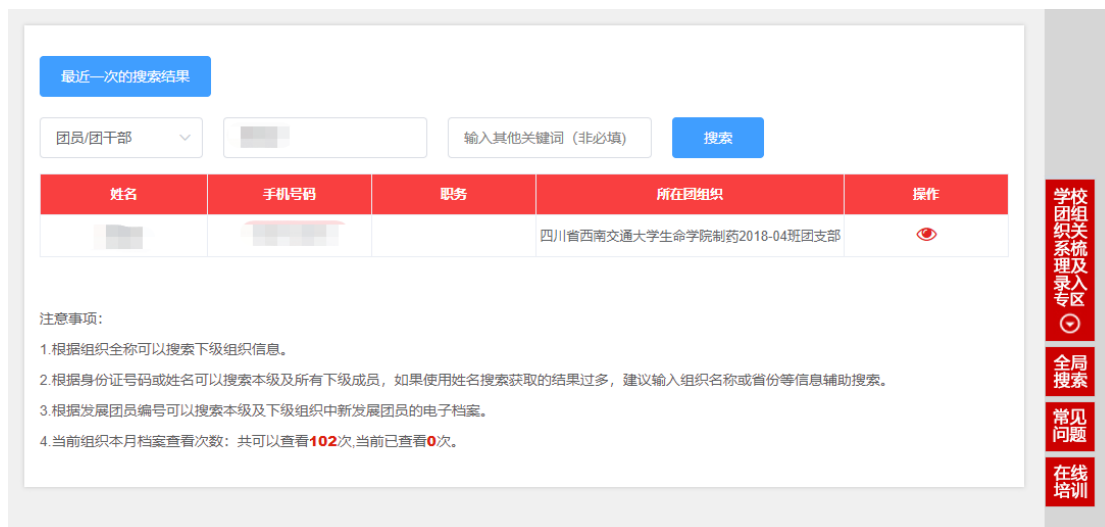 最近一次的搜索结果
团员/团干部
输入其他关键词（非必填)
搜索
姓名 手机号码 职务 所在团组织 操作
四川省西南交通大学生命学院制药2018-04班团支部
注意事项：
1.根据组织全称可以搜索下级组织信息。
2.根据身份证号码或姓名可以搜索本级及所有下级成员，如果使用姓名搜索获取的结果过多，建议输入组织名称或省份等信息辅助搜索。
3.根据发展团员编号可以搜索本级及下级组织中新发展团员的电子档案。
4.当前组织本月档案查看次数：共可以查看102次,当前已查看0次。
学校
团组
织关
系梳
理及
录入
专区
全局
搜索
常见
问题
在线
培训